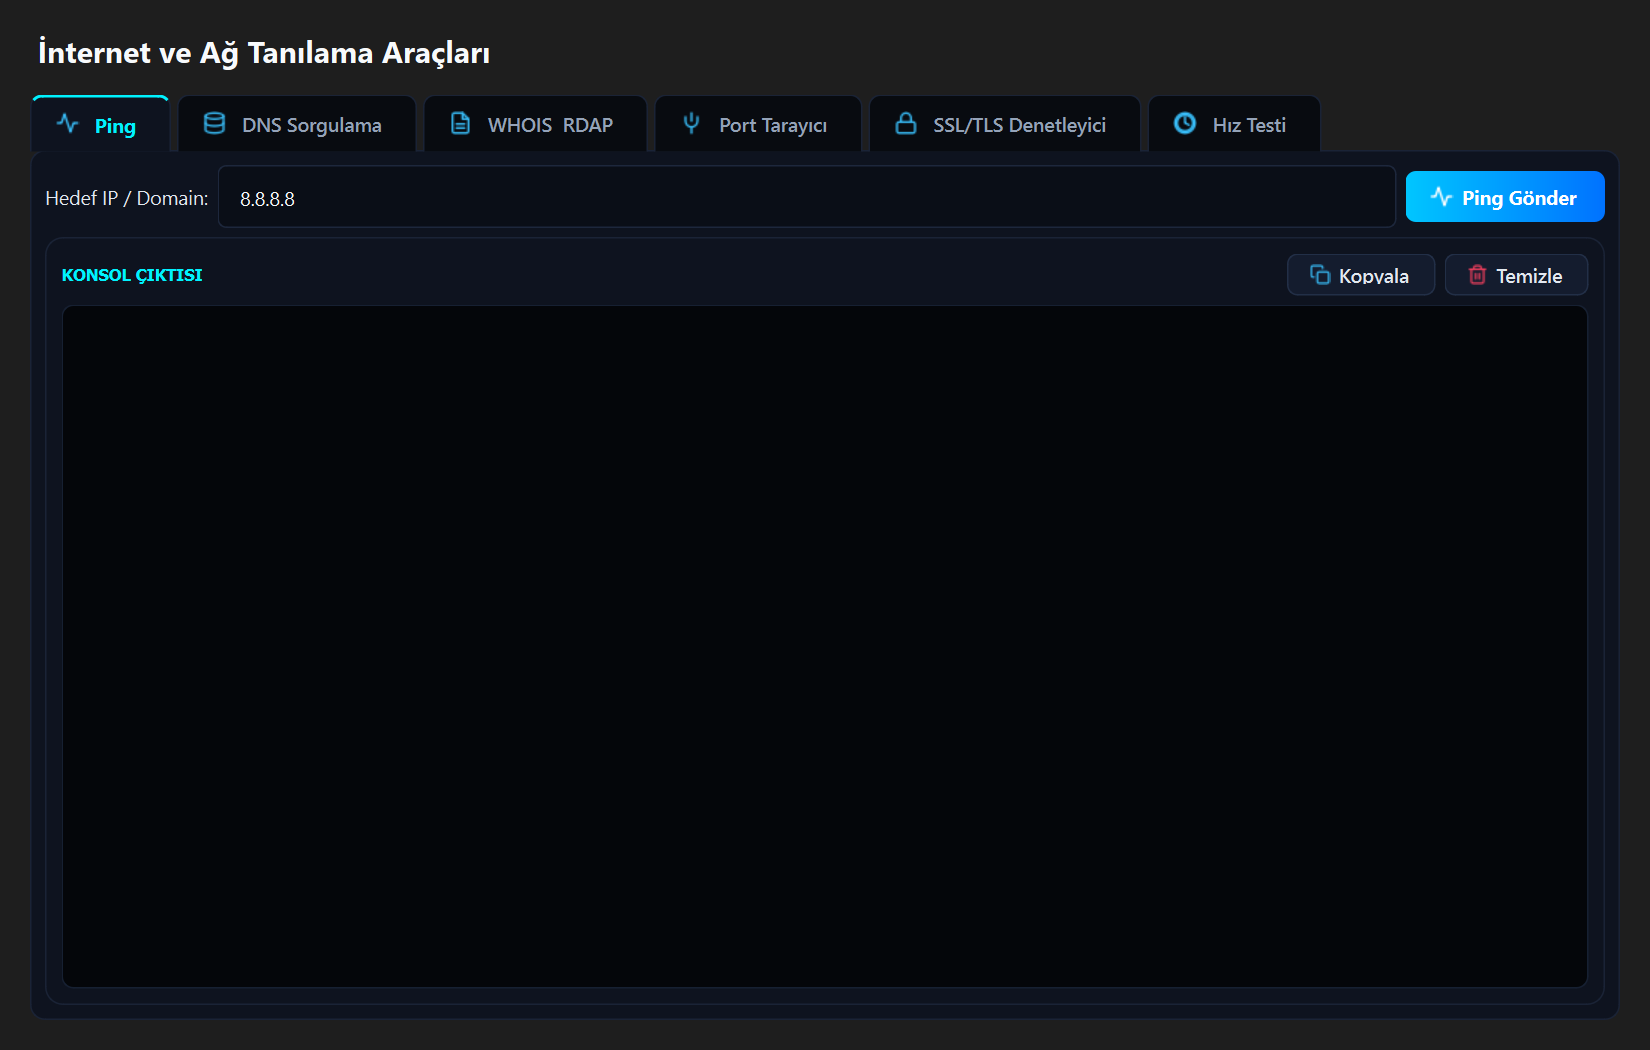 İnternet ve Ağ Tanılama Araçları
Ping DNS Sorgulama WHOIS RDAP Port Tarayıcı SSL/TLS Denetleyici Hız Testi
Hedef IP / Domain: 8.8.8.8 Ping Gönder
KONSOL ÇIKTISI Kopyala Temizle